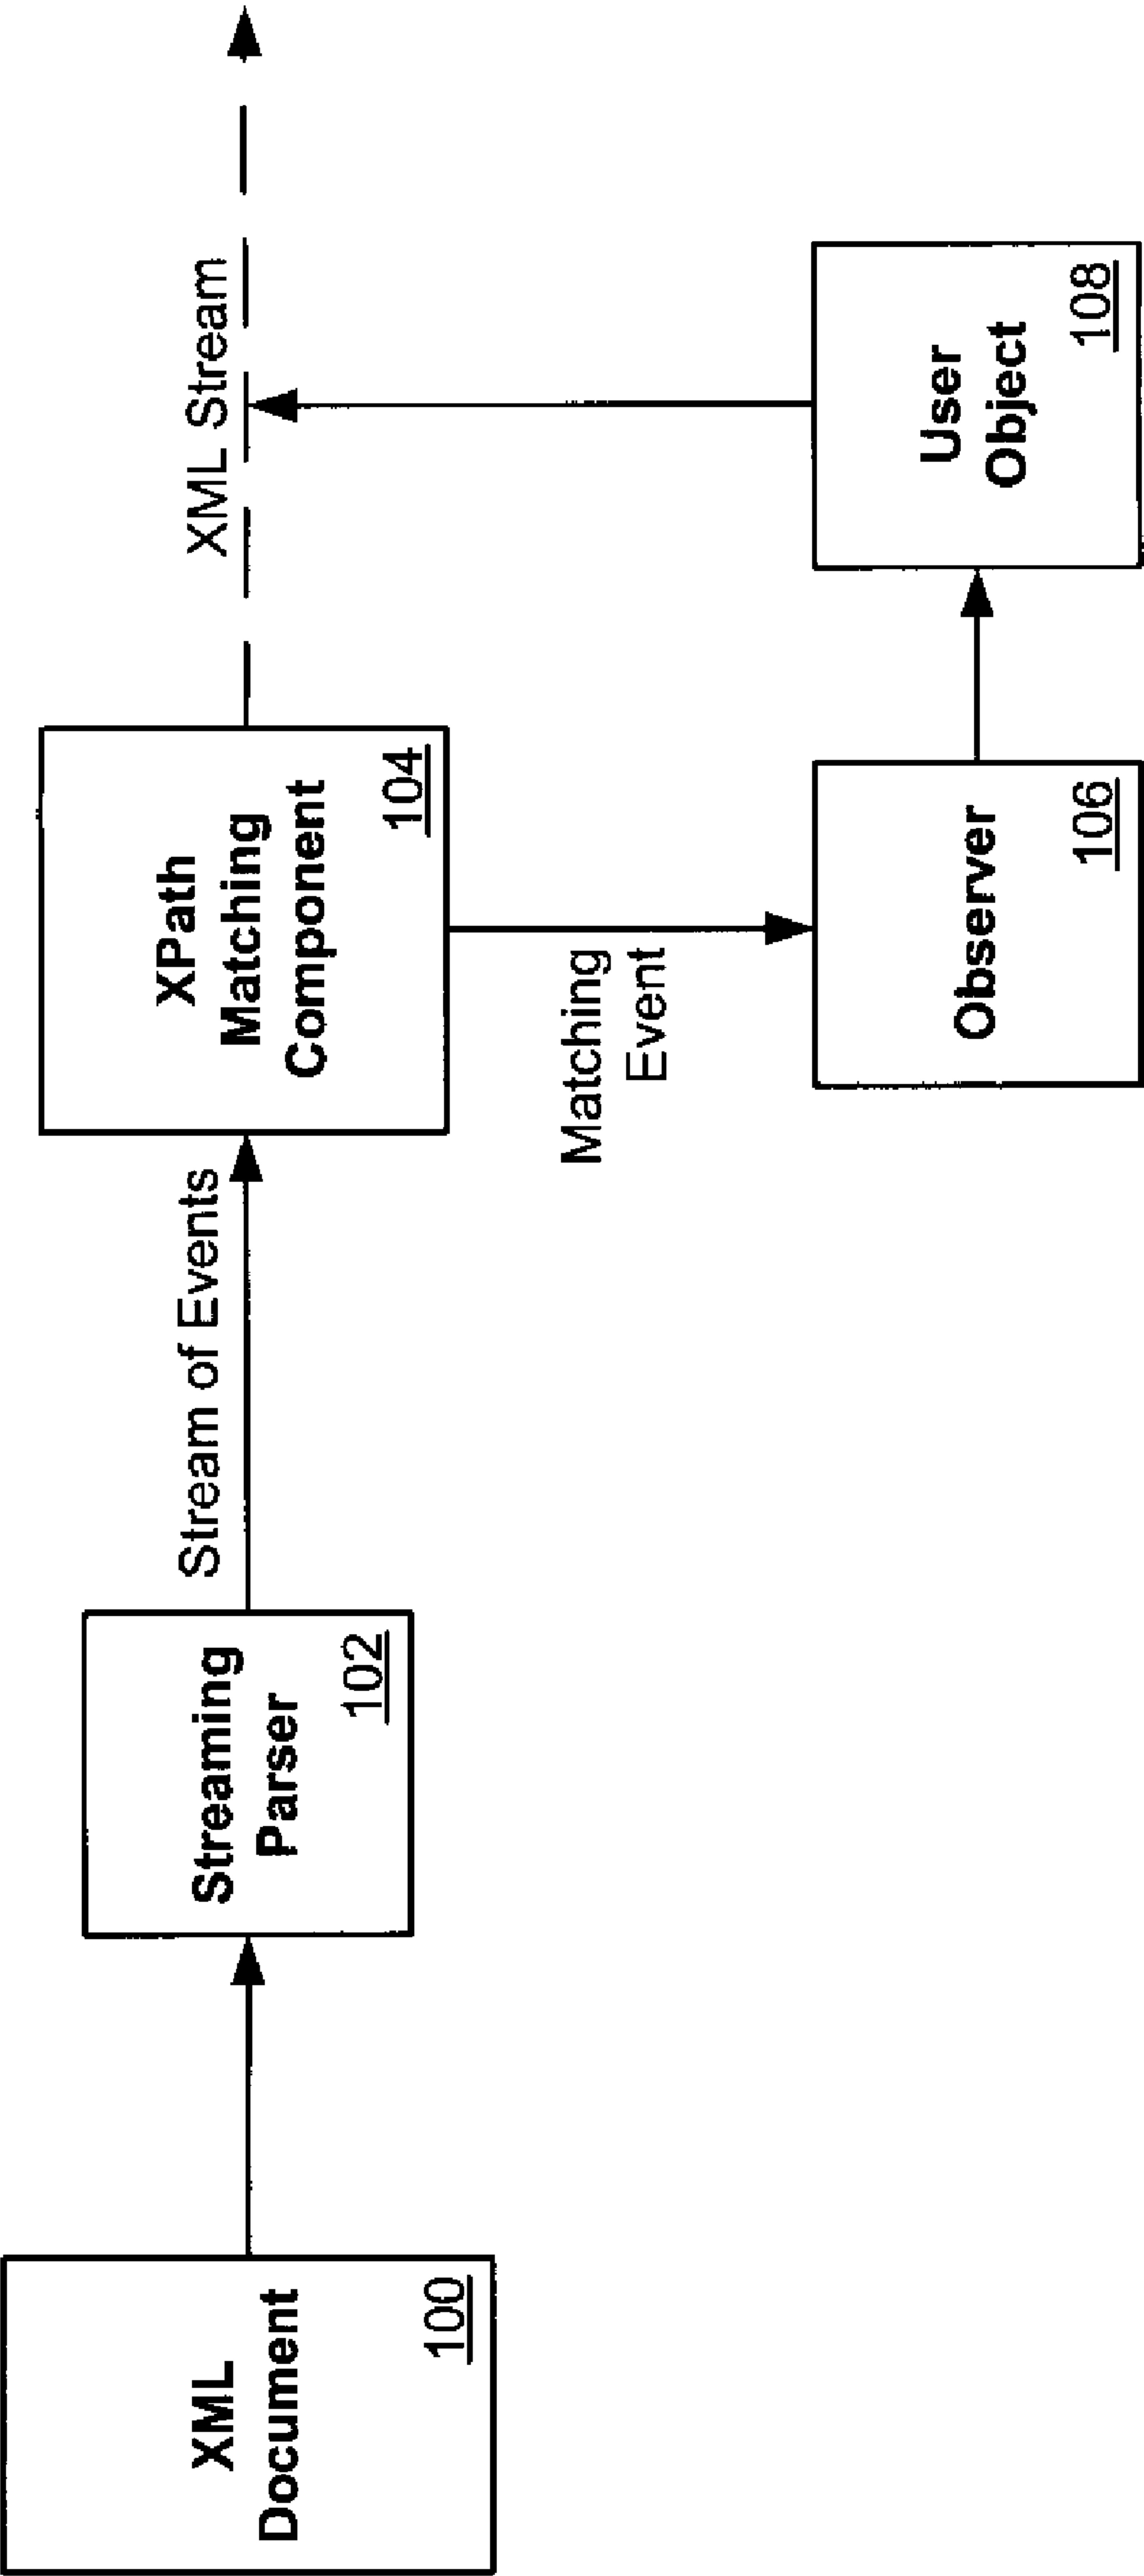 XML
Document
100
Streaming
Parser
102
Stream of Events
XPath
Matching
Component
104
XML Stream
Matching
Event
Observer
106
User
Object
108